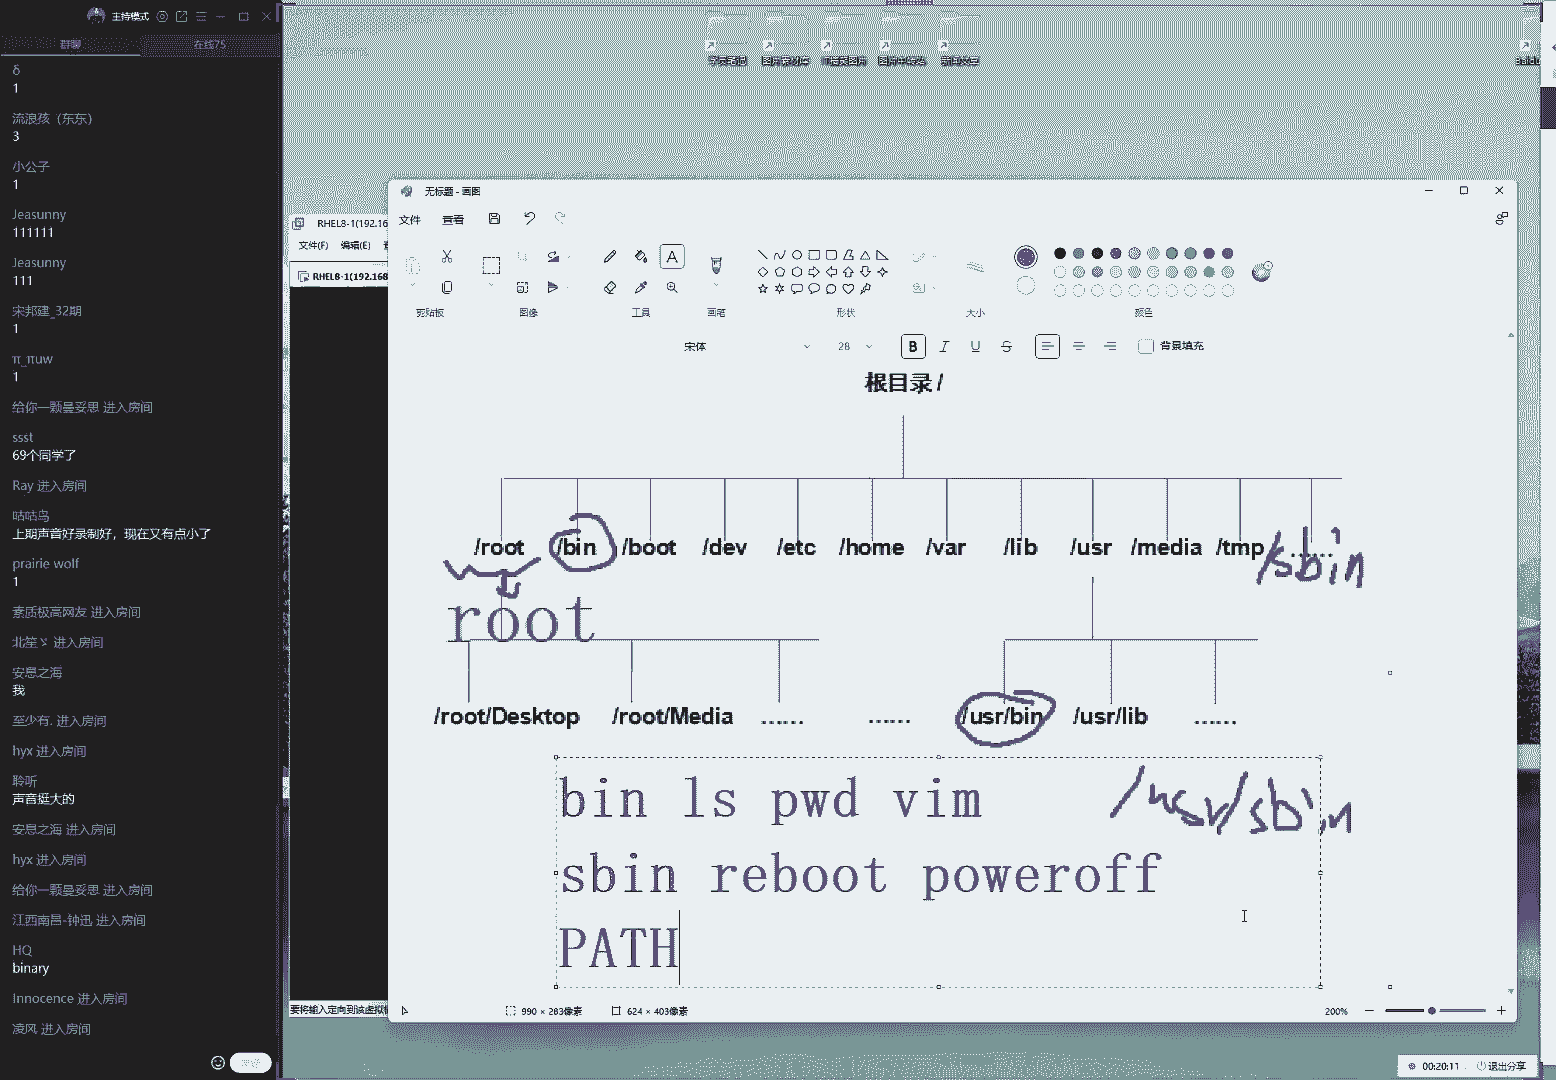 主持模式
群聊
在线75
δ
1
流浪孩（东东）
3
小公子
1
Jeasunny
111111
Jeasunny
111
宋邦建_32期
1
π_πuw
1
给你一颗曼妥思 进入房间
ssst
69个同学了
Ray 进入房间
咕咕鸟
上期声音好录制好，现在又有点小了
prairie wolf
1
素质极高网友 进入房间
北笙ゞ 进入房间
安息之海
我
至少有. 进入房间
hyx 进入房间
聆听
声音挺大的
安息之海 进入房间
hyx 进入房间
给你一颗曼妥思 进入房间
江西南昌-钟迅 进入房间
HQ
binary
Innocence 进入房间
凌风 进入房间
RHEL8-1(192.16
文件(F) 编辑(E)
RHEL8-1(192.168
无标题 - 画图
文件 查看
剪贴板 图像 工具 画笔 形状 大小 颜色
宋体 28 B I U S 背景填充
根目录 /
/root /bin /boot /dev /etc /home /var /lib /usr /media /tmp ……
/sbin
root
/root/Desktop /root/Media …… …… /usr/bin /usr/lib ……
bin ls pwd vim
/usr/sbin
sbin reboot poweroff
PATH
990 × 283像素 624 × 403像素 200%
00:20:11 退出分享